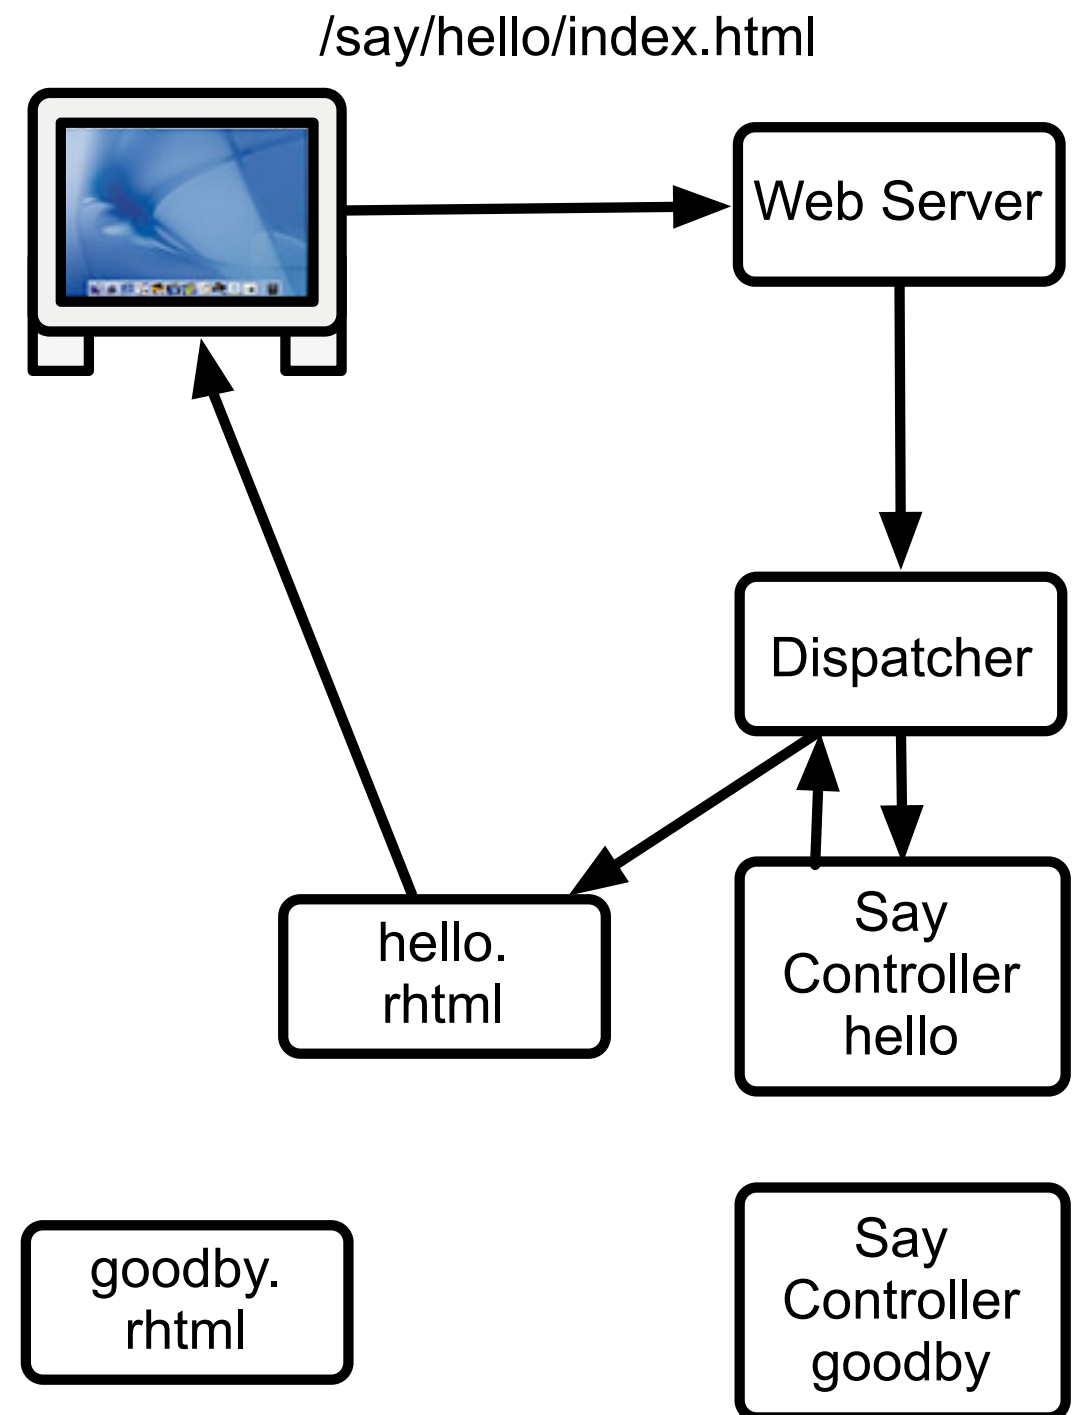 /say/hello/index.html
Web Server
Dispatcher
hello.
rhtml
Say
Controller
hello
goodby.
rhtml
Say
Controller
goodby